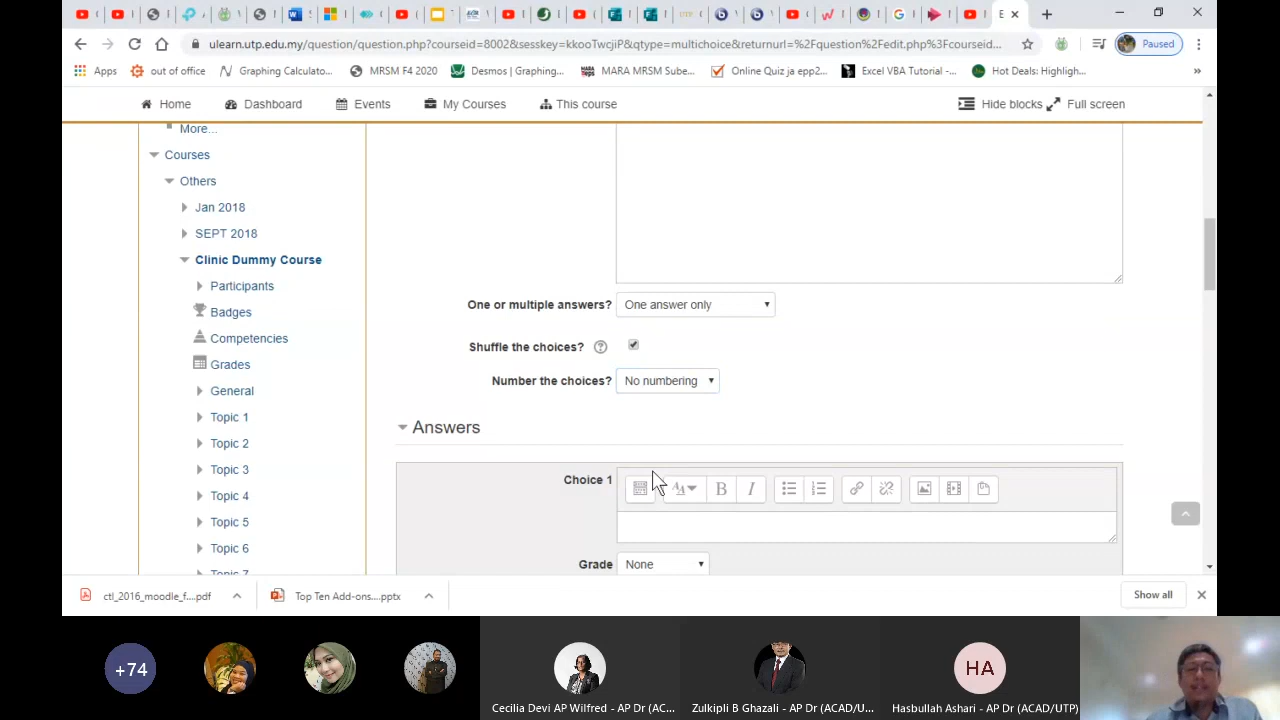 E
ulearn.utp.edu.my/question/question.php?courseid=8002&sesskey=kkooTwcjiP&qtype=multichoice&returnurl=%2Fquestion%2Fedit.php%3Fcourseid...
Paused
Apps
out of section
Graphing Calculato...
MRSM F4 2020
Desmos | Graphing...
MARA MRSM Sube...
Online Quiz ja epp2...
Excel VBA Tutorial -...
Hot Deals: Highligh...
»
Home
Dashboard
Events
My Courses
This course
Hide blocks
Full screen
More...
Courses
Others
Jan 2018
SEPT 2018
Clinic Dummy Course
Participants
Badges
Competencies
Grades
General
Topic 1
Topic 2
Topic 3
Topic 4
Topic 5
Topic 6
Topic 7
One or multiple answers?
One answer only
Shuffle the choices?
Number the choices?
No numbering
Answers
Choice 1
B
I
Grade
None
ctl_2016_moodle_f....pdf
Top Ten Add-ons....pptx
Show all
+74
HA
Cecilia Devi AP Wilfred - AP Dr (AC...
Zulkipli B Ghazali - AP Dr (ACAD/U...
Hasbullah Ashari - AP Dr (ACAD/UTP)